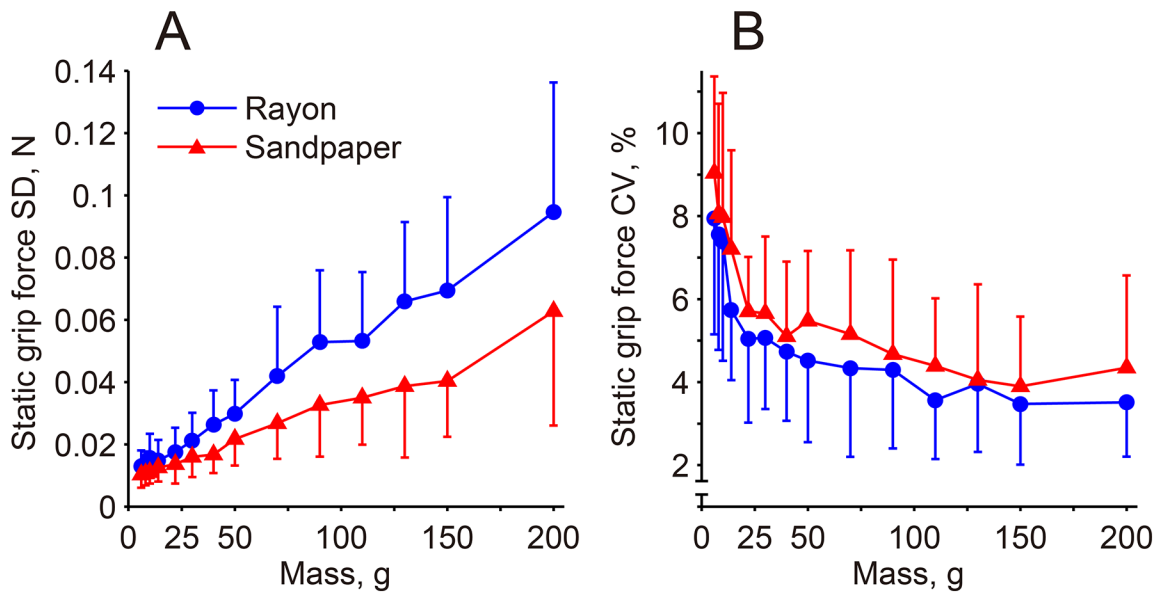 A
Static grip force SD, N
0.14
0.12
0.1
0.08
0.06
0.04
0.02
0
Rayon
Sandpaper
0 25 50 100 150 200
Mass, g
B
Static grip force CV, %
10
8
6
4
2
0 25 50 100 150 200
Mass, g